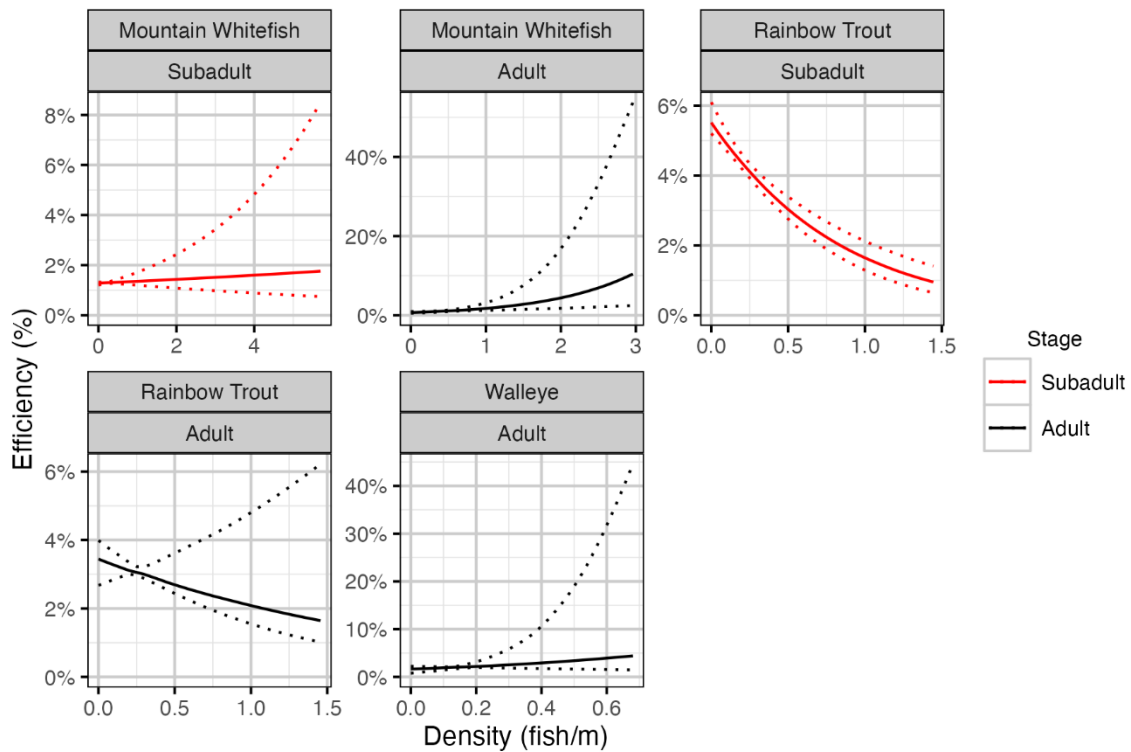 Mountain Whitefish
Subadult
8%
6%
4%
2%
0%
0 2 4
Mountain Whitefish
Adult
40%
20%
0%
0 1 2 3
Rainbow Trout
Subadult
6%
4%
2%
0%
0.0 0.5 1.0 1.5
Rainbow Trout
Adult
6%
4%
2%
0%
0.0 0.5 1.0 1.5
Walleye
Adult
40%
30%
20%
10%
0%
0.0 0.2 0.4 0.6
Efficiency (%)
Density (fish/m)
Stage
Subadult
Adult